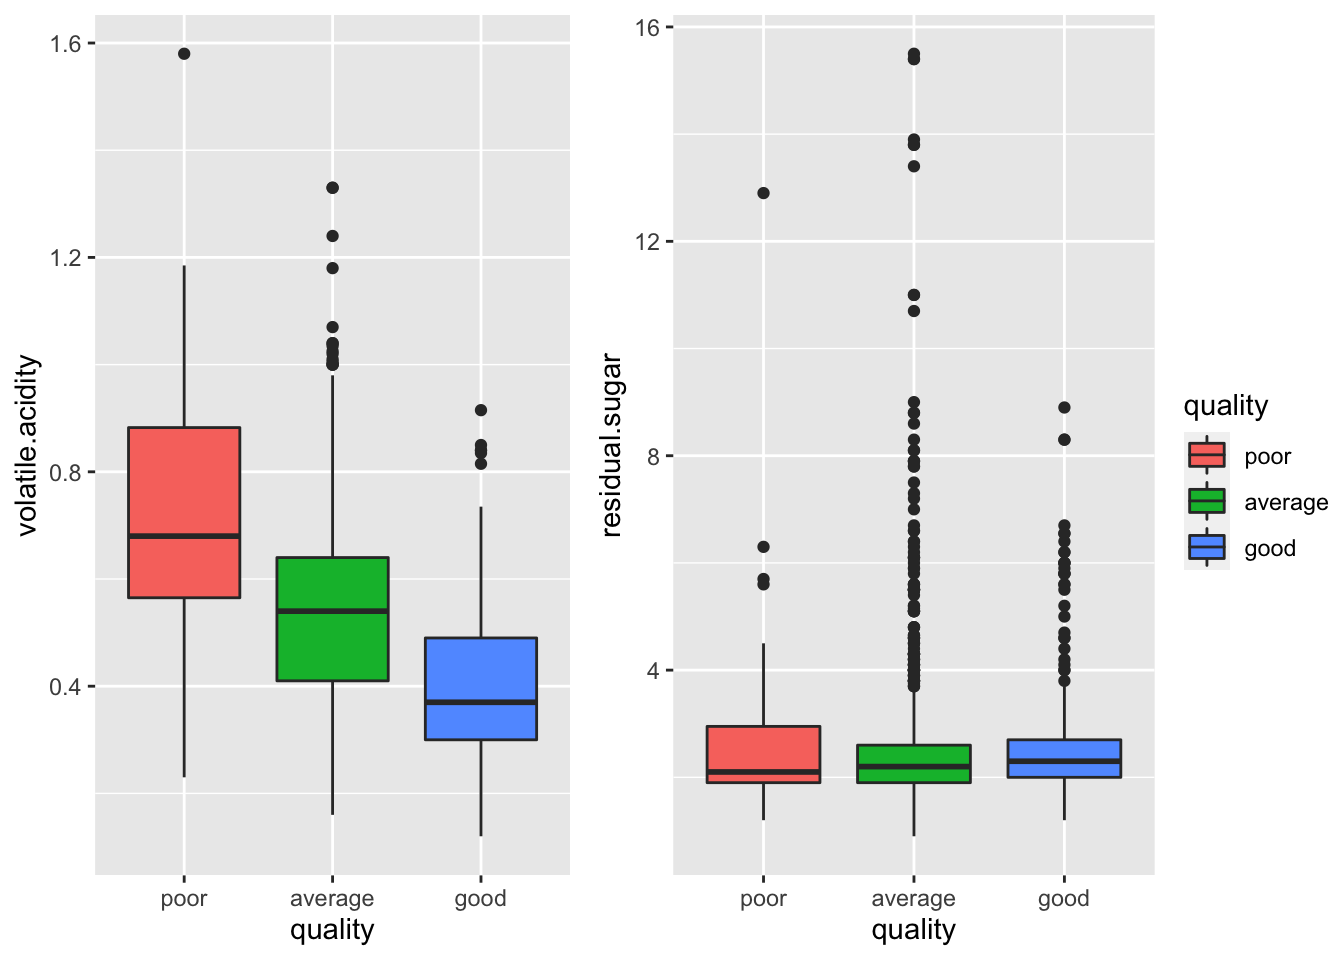 1.6
1.2
0.8
0.4
volatile.acidity
poor average good
quality
16
12
8
4
residual.sugar
poor average good
quality
quality
poor
average
good